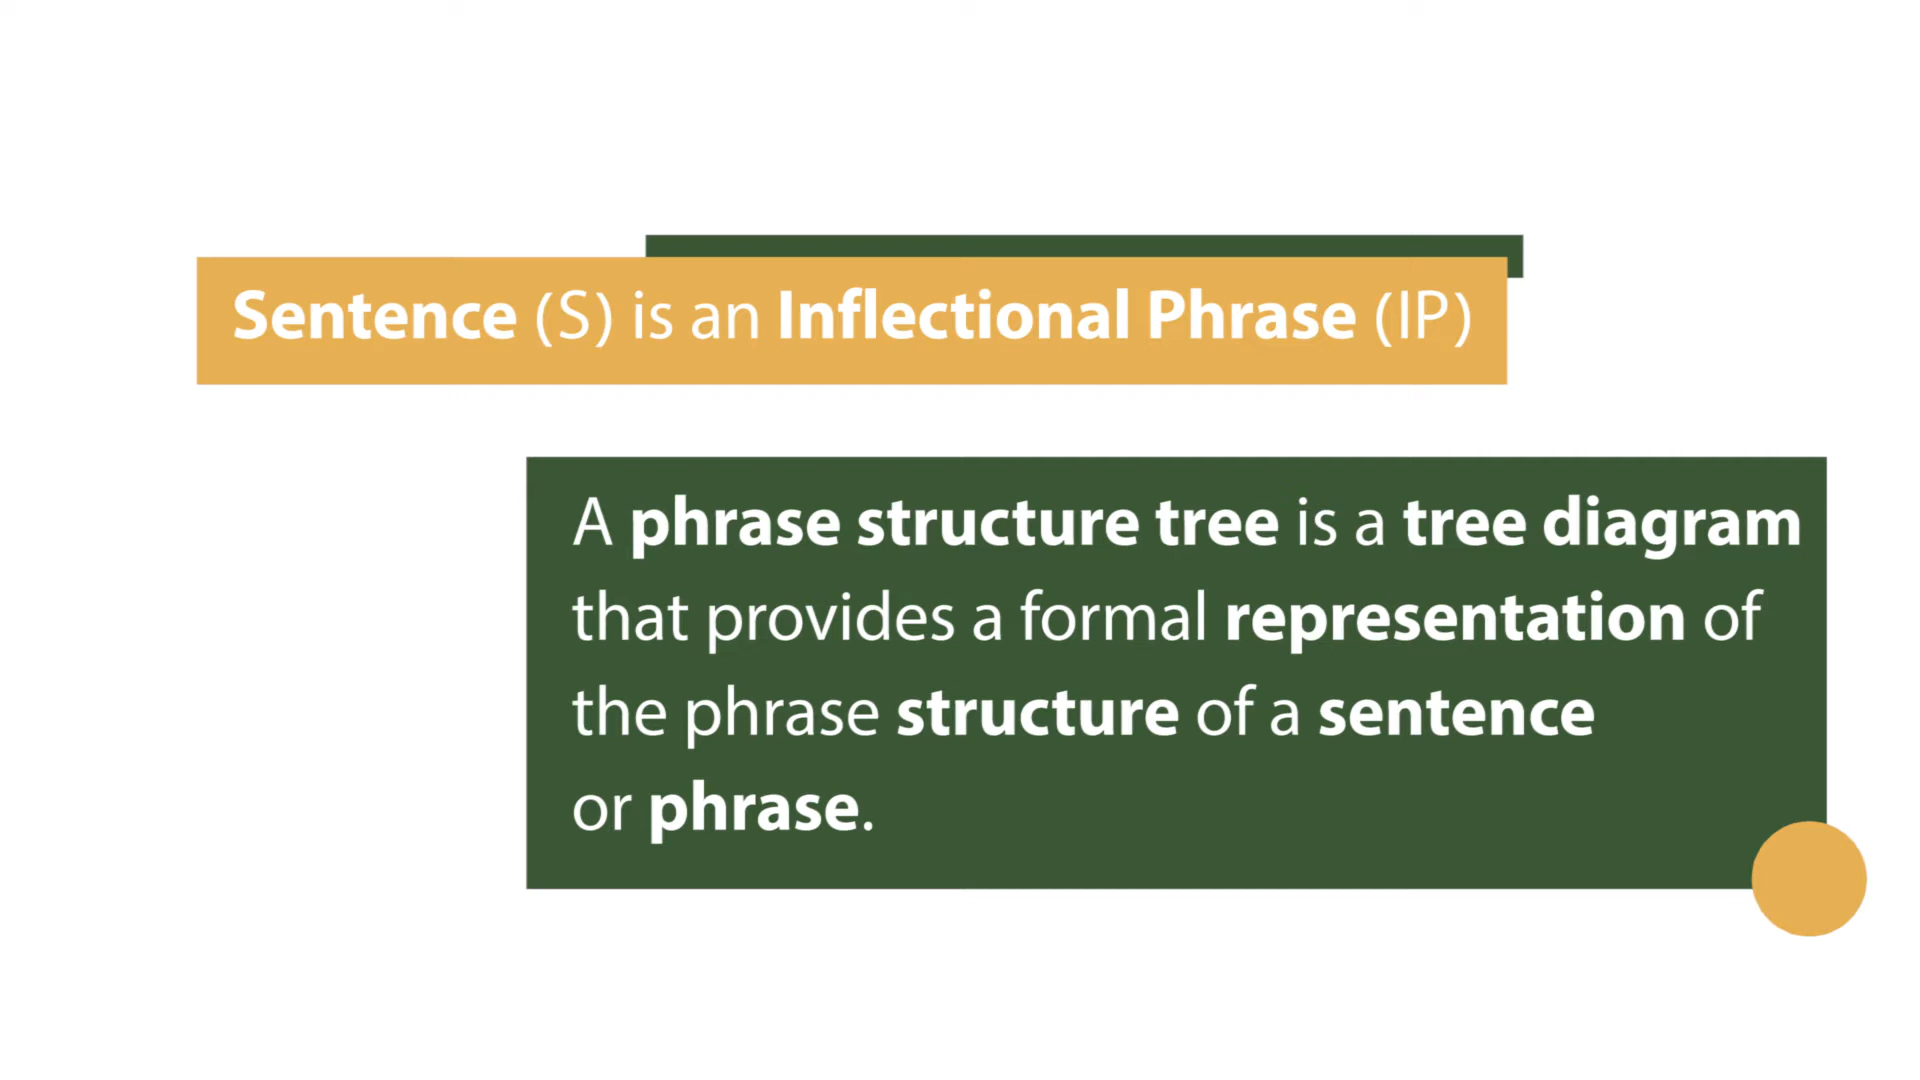 Sentence (S) is an Inflectional Phrase (IP)
A phrase structure tree is a tree diagram
that provides a formal representation of
the phrase structure of a sentence
or phrase.